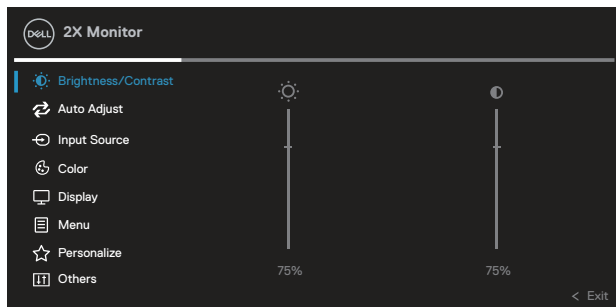 DELL 2X Monitor
Brightness/Contrast
Auto Adjust
Input Source
Color
Display
Menu
Personalize
Others
75% 75%
< Exit